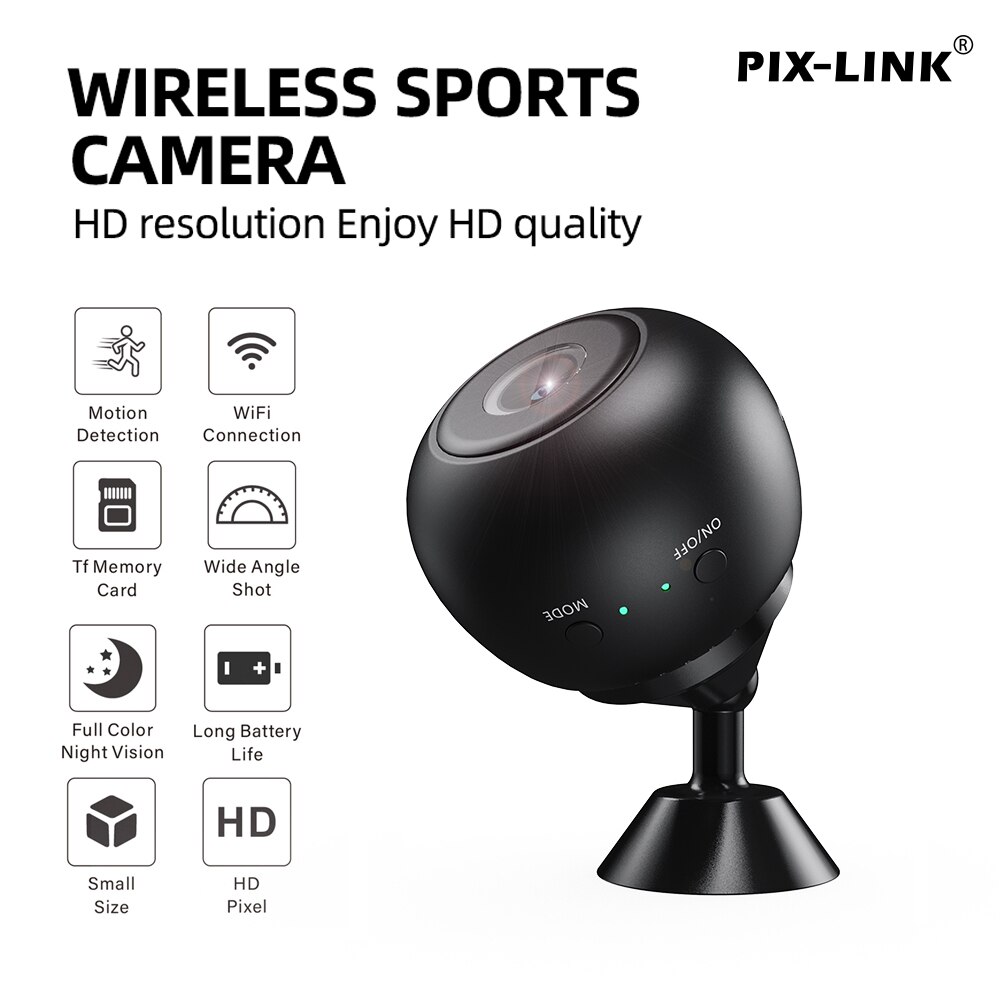 PIX-LINK®
WIRELESS SPORTS
CAMERA
HD resolution Enjoy HD quality
Motion
Detection
WiFi
Connection
Tf Memory
Card
Wide Angle
Shot
Full Color
Night Vision
Long Battery
Life
Small
Size
HD
HD
Pixel
ON/OFF
MODE